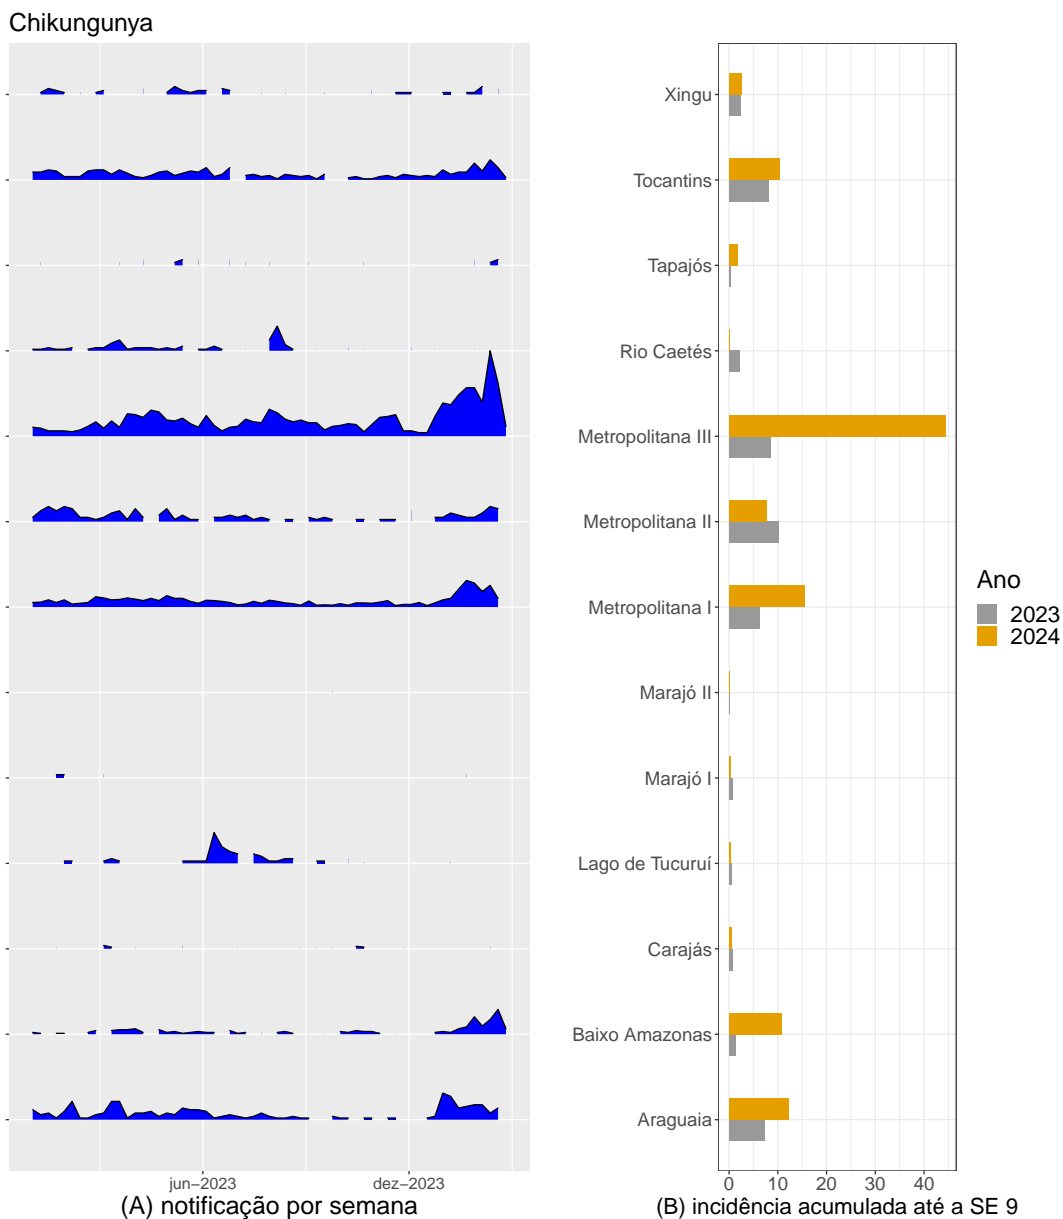 Chikungunya
Xingu
Tocantins
Tapajós
Rio Caetés
Metropolitana III
Metropolitana II
Metropolitana I
Marajó II
Marajó I
Lago de Tucuruí
Carajás
Baixo Amazonas
Araguaia
jun−2023 dez−2023
(A) notificação por semana
0 10 20 30 40
(B) incidência acumulada até a SE 9
Ano
2023
2024